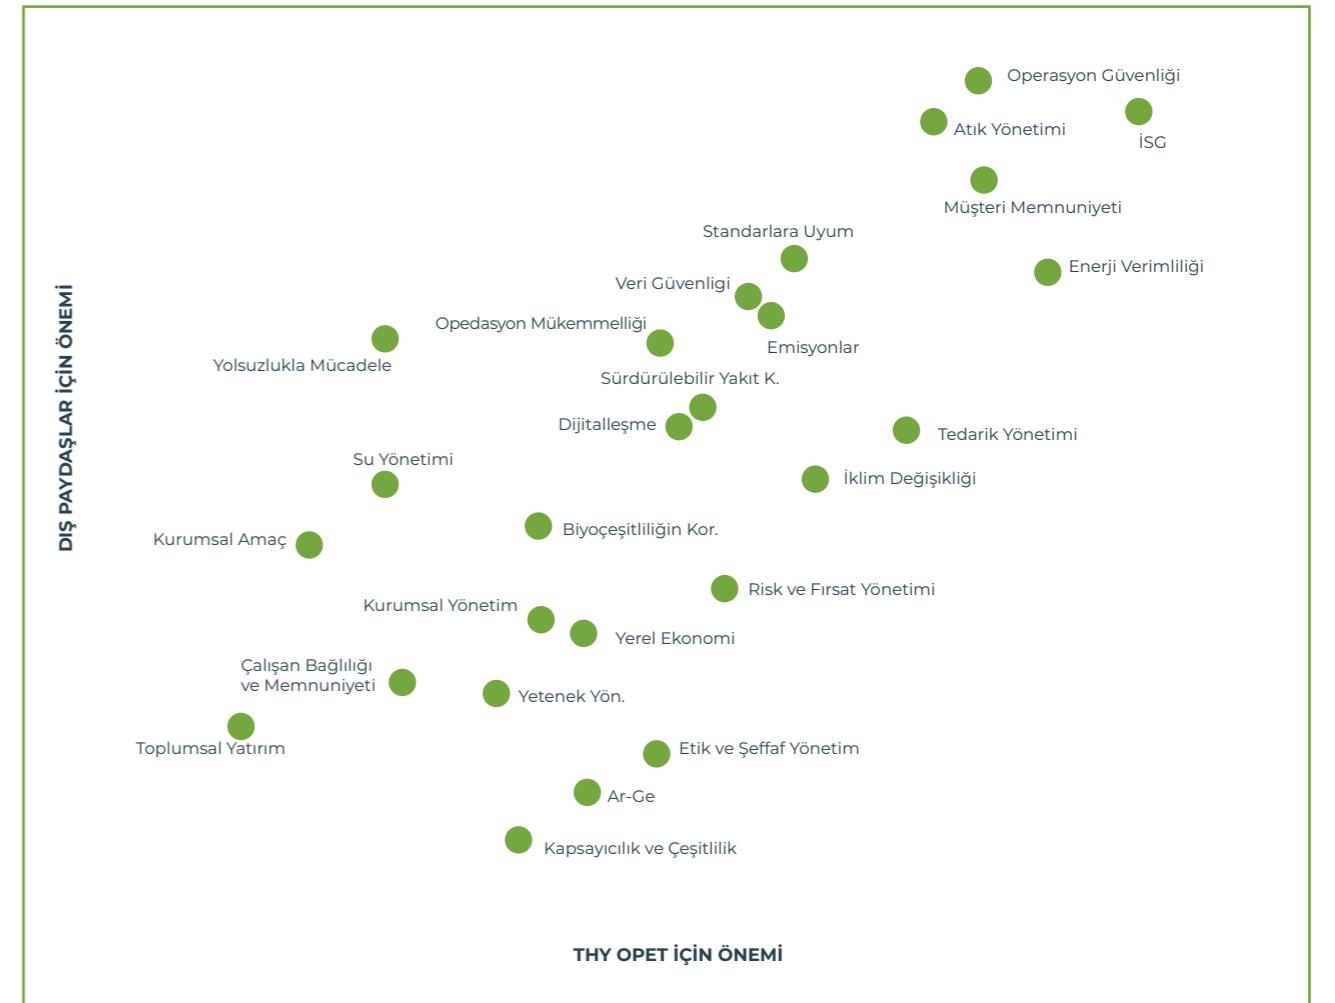 Operasyon Güvenliği
Atık Yönetimi
İSG
Müşteri Memnuniyeti
Standarlara Uyum
Enerji Verimliliği
Veri Güvenligi
Opedasyon Mükemmelliği
Emisyonlar
Yolsuzlukla Mücadele
Sürdürülebilir Yakıt K.
Dijitalleşme
Tedarik Yönetimi
Su Yönetimi
İklim Değişikliği
Biyoçeşitliliğin Kor.
Kurumsal Amaç
Risk ve Fırsat Yönetimi
Kurumsal Yönetim
Yerel Ekonomi
Çalışan Bağlılığı
ve Memnuniyeti
Yetenek Yön.
Toplumsal Yatırım
Etik ve Şeffaf Yönetim
Ar-Ge
Kapsayıcılık ve Çeşitlilik
DIŞ PAYDAŞLAR İÇİN ÖNEMİ
THY OPET İÇİN ÖNEMİ